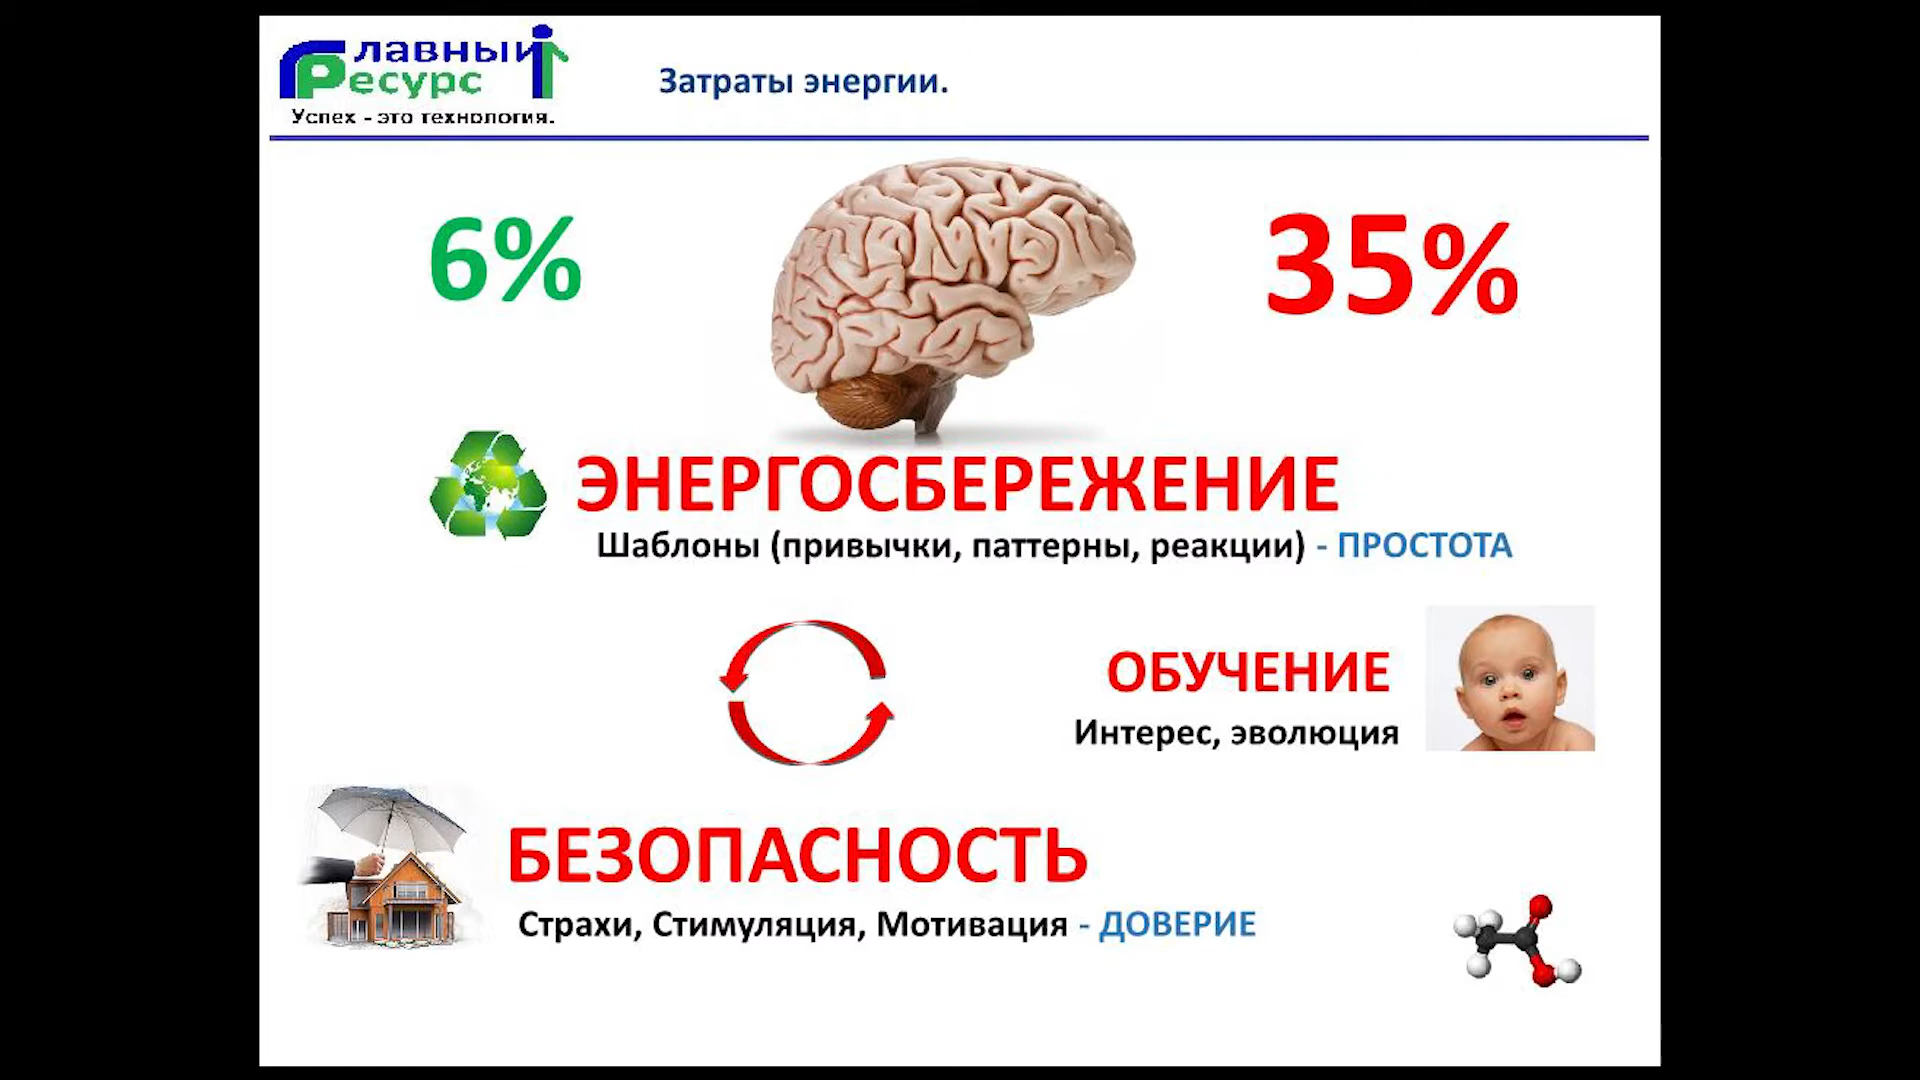 Главный
Ресурс
Успех - это технология.
Затраты энергии.
6%
35%
ЭНЕРГОСБЕРЕЖЕНИЕ
Шаблоны (привычки, паттерны, реакции) - ПРОСТОТА
ОБУЧЕНИЕ
Интерес, эволюция
БЕЗОПАСНОСТЬ
Страхи, Стимуляция, Мотивация - ДОВЕРИЕ